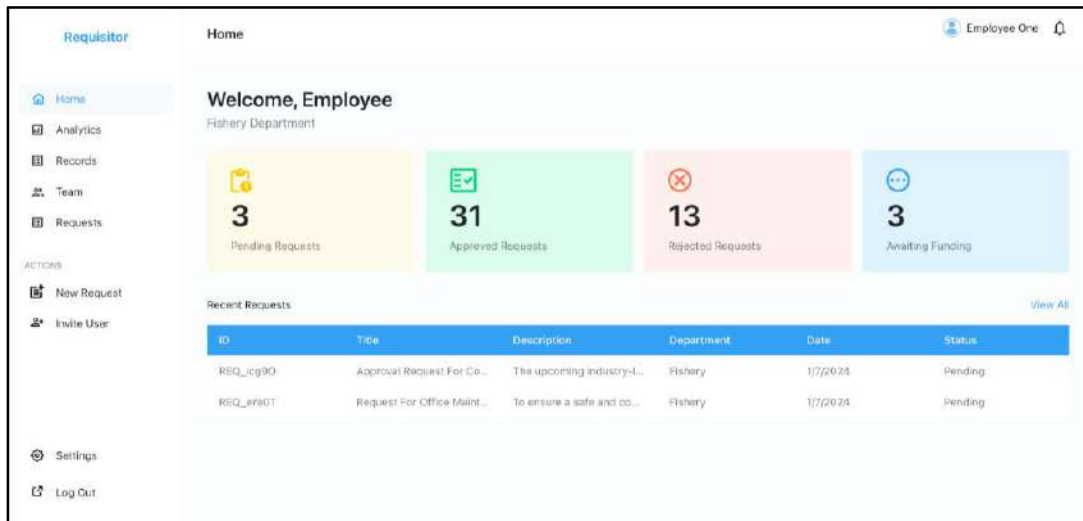 Requisitor
Home
Employee One
Home
Analytics
Records
Team
Requests
ACTIONS
New Request
Invite User
Settings
Log Out
Welcome, Employee
Fishery Department
3
Pending Requests
31
Approved Requests
13
Rejected Requests
3
Awaiting Funding
Recent Requests
View All
ID Title Description Department Date Status
Approval Request For Co... The upcoming industry-l... Fishery 1/7/2024 Pending
Request For Office Maint... To ensure a safe and co... Fishery 1/7/2024 Pending